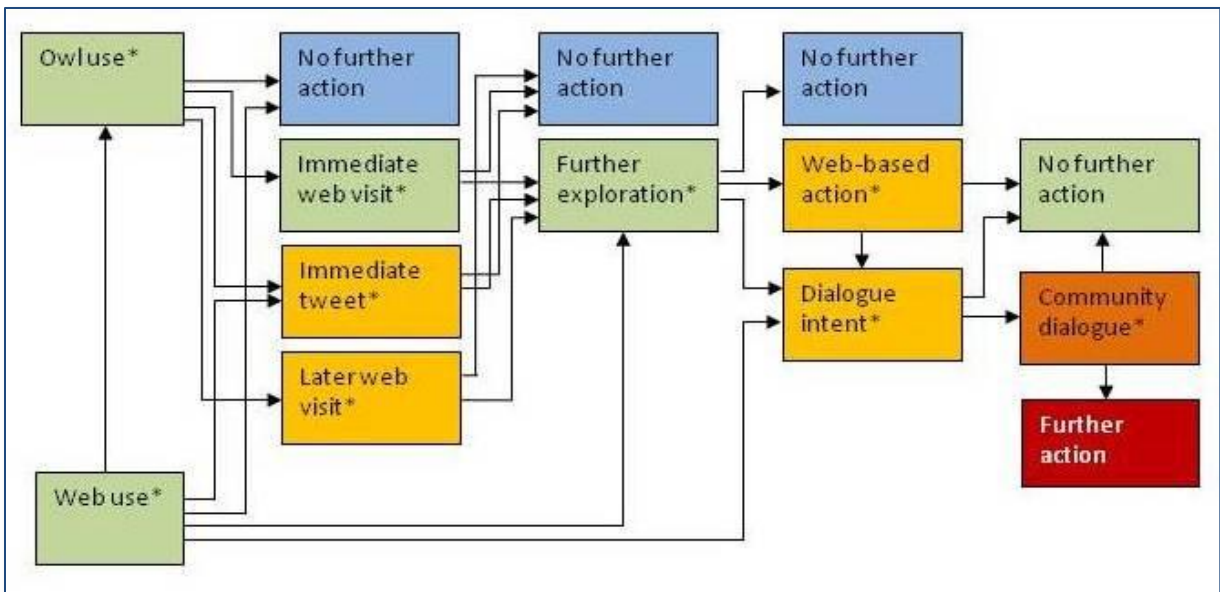 Owl use*
No further
action
No further
action
No further
action
Immediate
web visit*
Further
exploration*
Web-based
action*
No further
action
Immediate
tweet*
Dialogue
intent*
Community
dialogue*
Later web
visit*
Further
action
Web use*